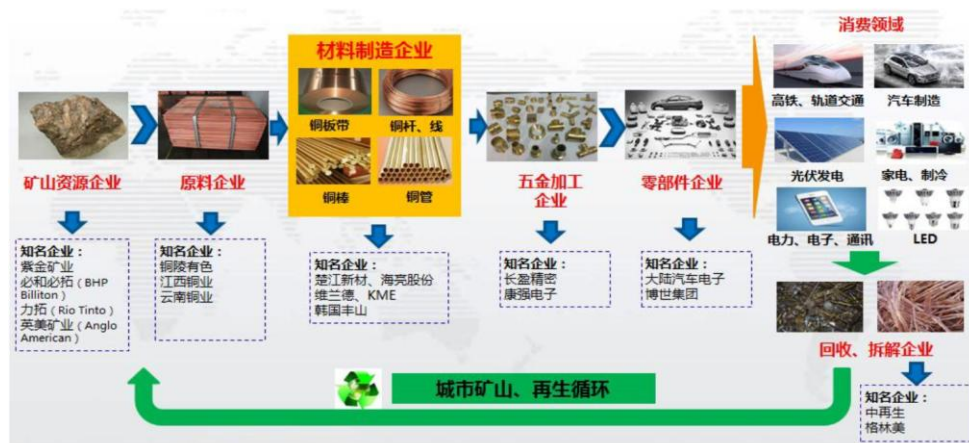 消费领域
材料制造企业
铜板带
铜杆、线
铜棒
铜管
高铁、轨道交通
汽车制造
光伏发电
家电、制冷
电力、电子、通讯
LED
矿山资源企业
原料企业
五金加工
企业
零部件企业
知名企业：
紫金矿业
必和必拓（BHP
Billiton）
力拓（Rio Tinto）
英美矿业（Anglo
American）
知名企业：
铜陵有色
江西铜业
云南铜业
知名企业：
楚江新材、海亮股份
维兰德、KME
韩国丰山
知名企业：
长盈精密
康强电子
知名企业：
大陆汽车电子
博世集团
回收、拆解企业
城市矿山、再生循环
知名企业：
中再生
格林美